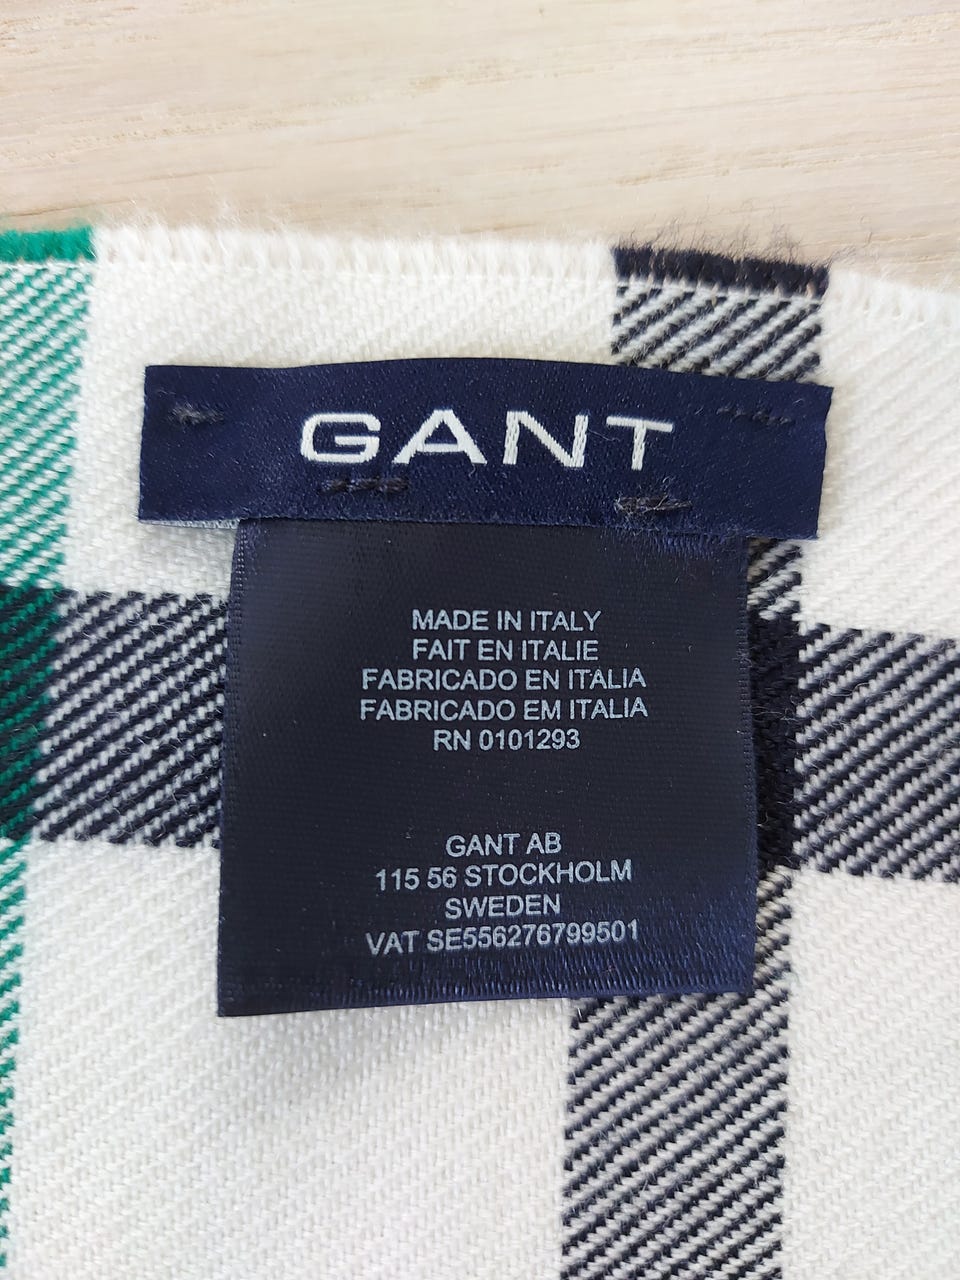 GANT
MADE IN ITALY
FAIT EN ITALIE
FABRICADO EN ITALIA
FABRICADO EM ITALIA
RN 0101293
GANT AB
115 56 STOCKHOLM
SWEDEN
VAT SE556276799501